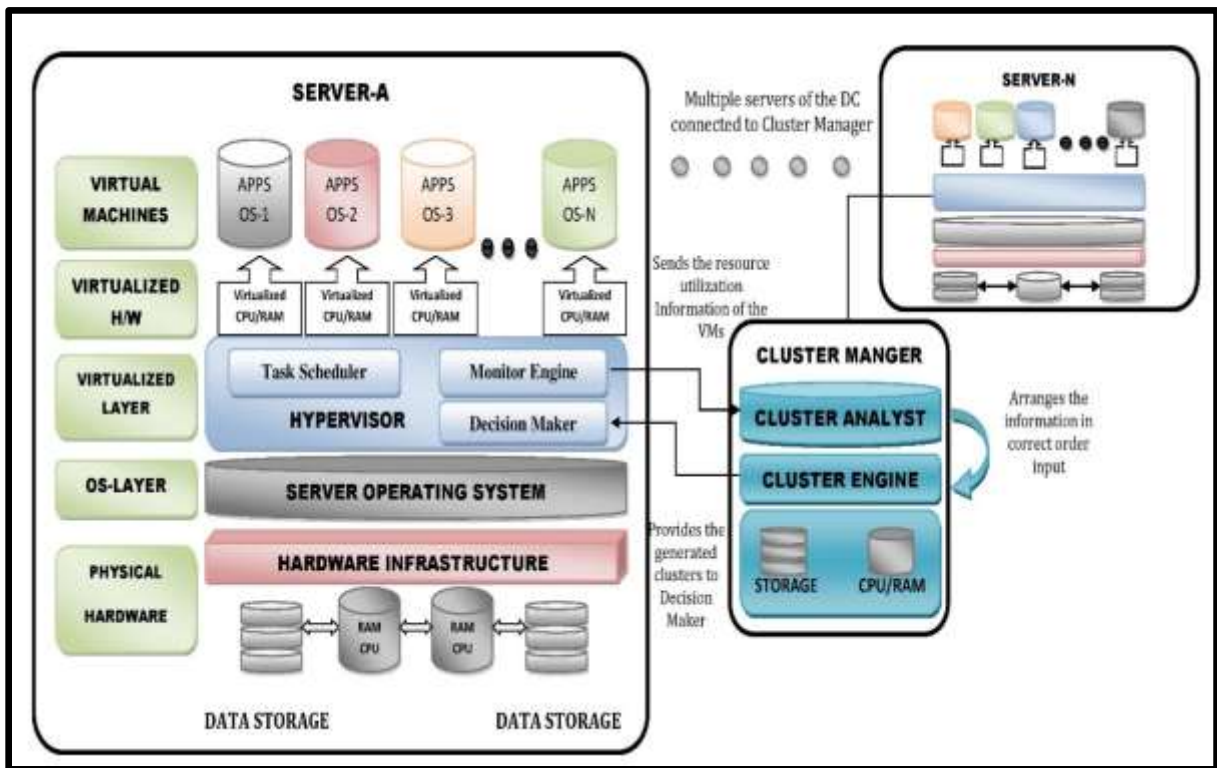 SERVER-A
VIRTUAL
MACHINES
APPS
OS-1
APPS
OS-2
APPS
OS-3
APPS
OS-N
VIRTUALIZED
H/W
Virtualized
CPU/RAM
Virtualized
CPU/RAM
Virtualized
CPU/RAM
Virtualized
CPU/RAM
VIRTUALIZED
LAYER
Task Scheduler
Monitor Engine
HYPERVISOR
Decision Maker
OS-LAYER
SERVER OPERATING SYSTEM
PHYSICAL
HARDWARE
HARDWARE INFRASTRUCTURE
RAM
CPU
RAM
CPU
DATA STORAGE
DATA STORAGE
Multiple servers of the DC
connected to Cluster Manager
SERVER-N
Sends the resource
utilization
Information of the
VMs
CLUSTER MANGER
CLUSTER ANALYST
CLUSTER ENGINE
STORAGE
CPU/RAM
Arranges the
information in
correct order
input
Provides the
generated
clusters to
Decision
Maker